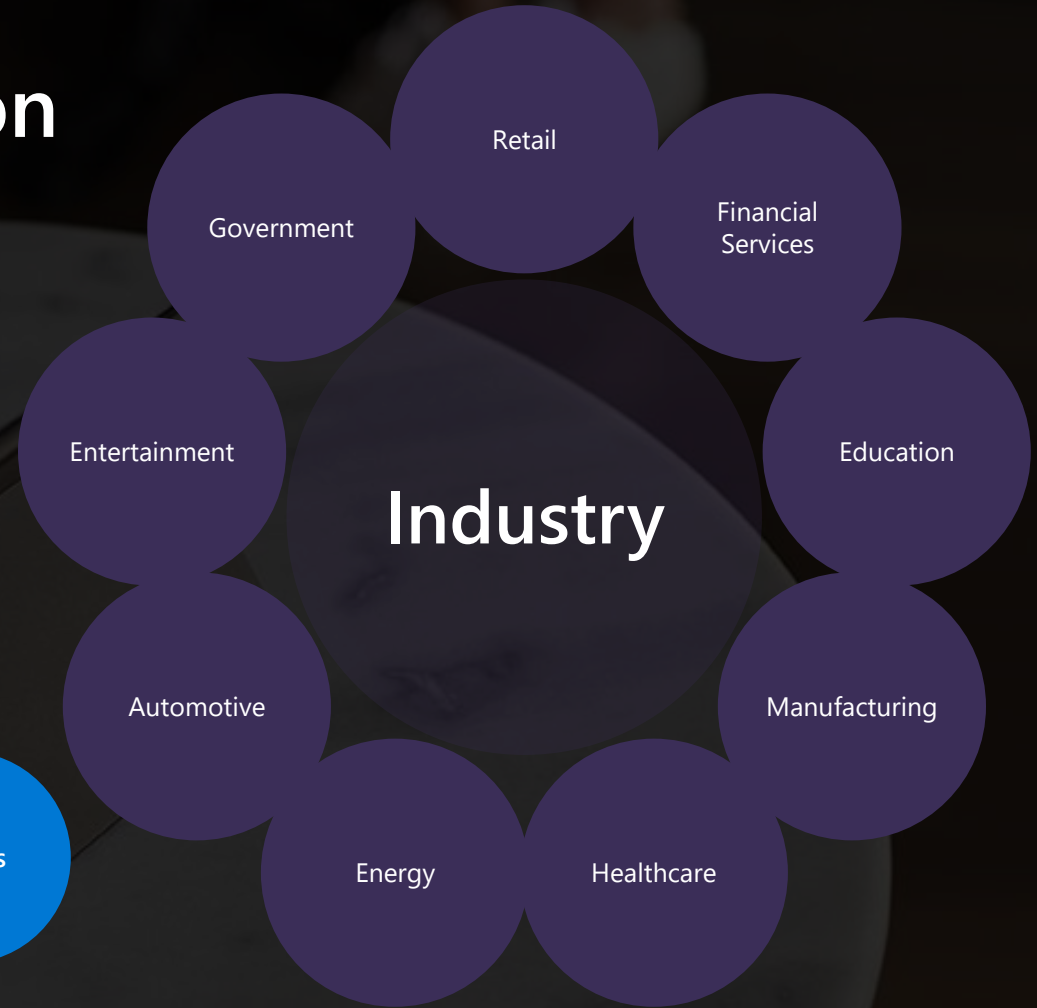 on
Retail
Financial
Services
Government
Entertainment
Education
Industry
Automotive
Manufacturing
s
Energy
Healthcare